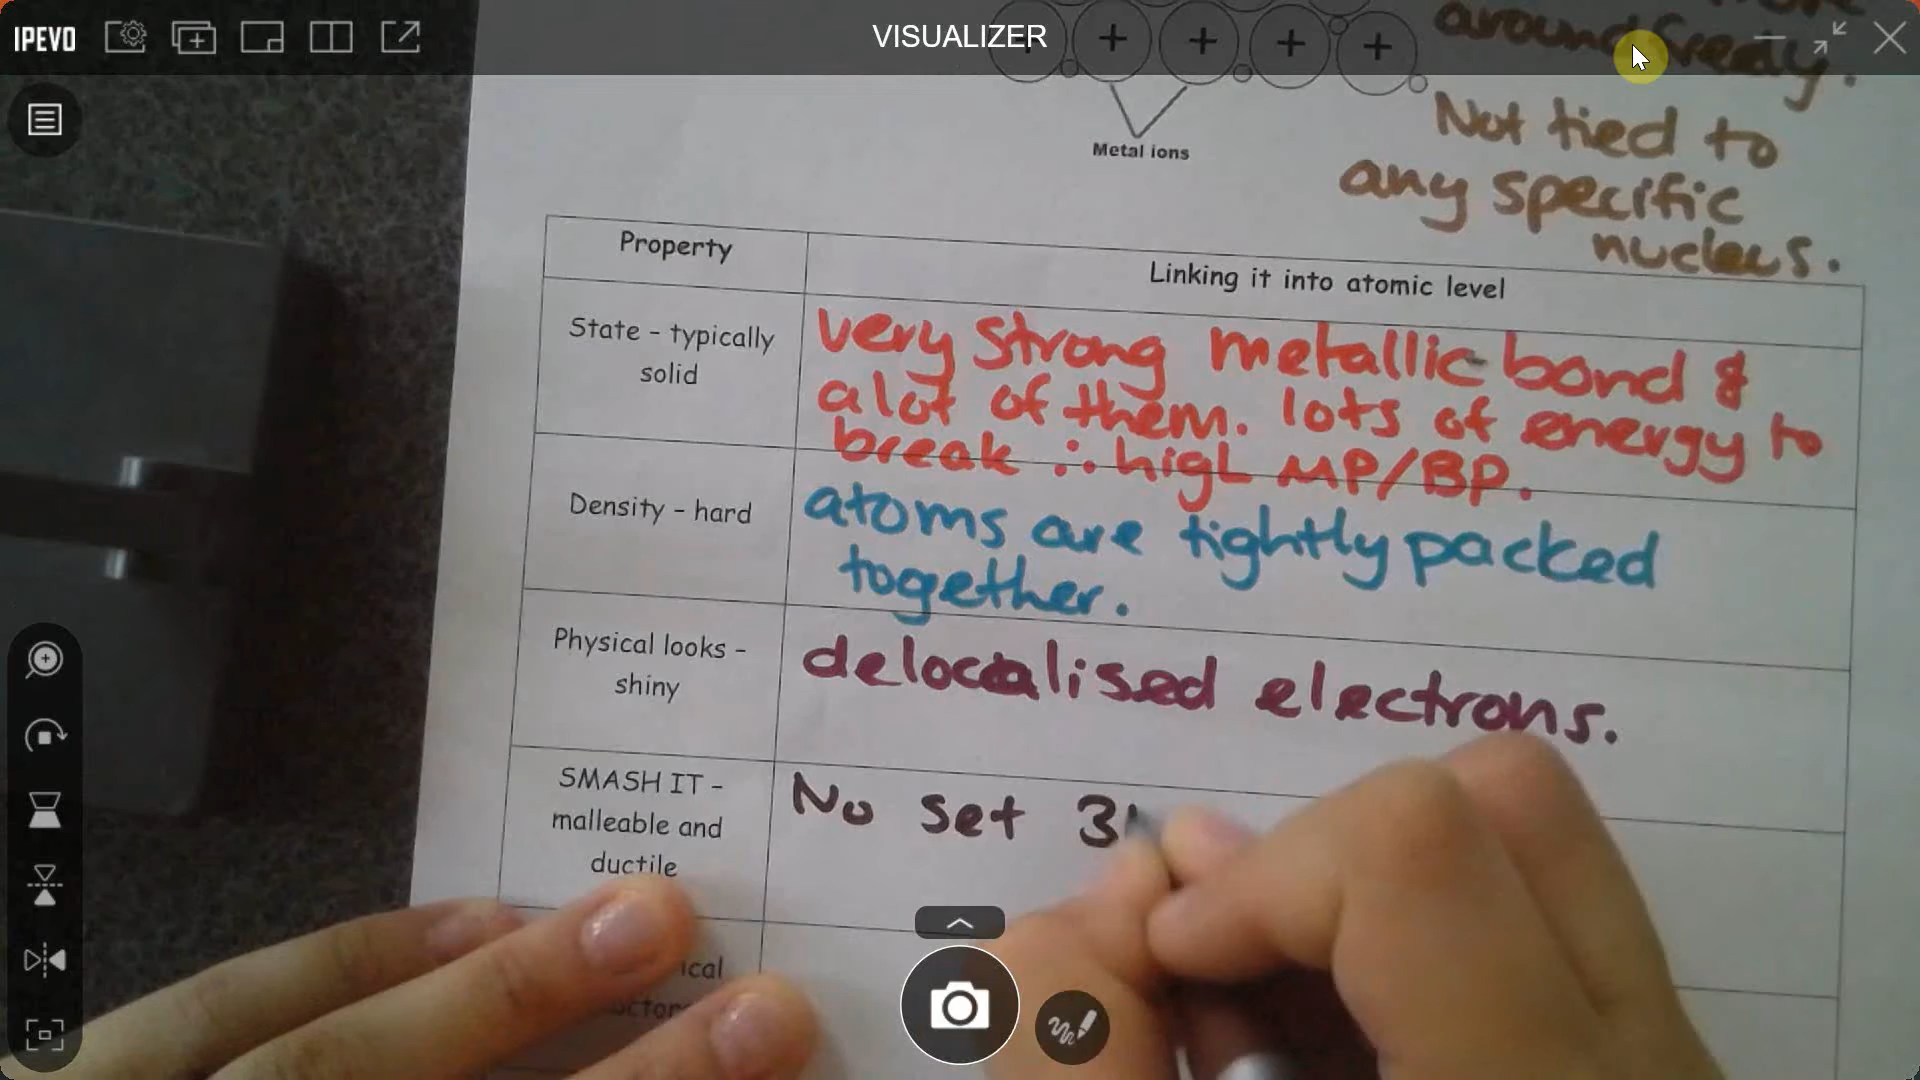 IPEVO
VISUALIZER
+ + + + +
around freely.
Not tied to
any specific
nucleus.
Metal ions
Property
Linking it into atomic level
State - typically
solid
very strong metallic bond &
a lot of them. lots of energy to
break ∴ high MP/BP.
Density - hard
atoms are tightly packed
together.
Physical looks -
shiny
delocalised electrons.
SMASH IT -
malleable and
ductile
No set 3